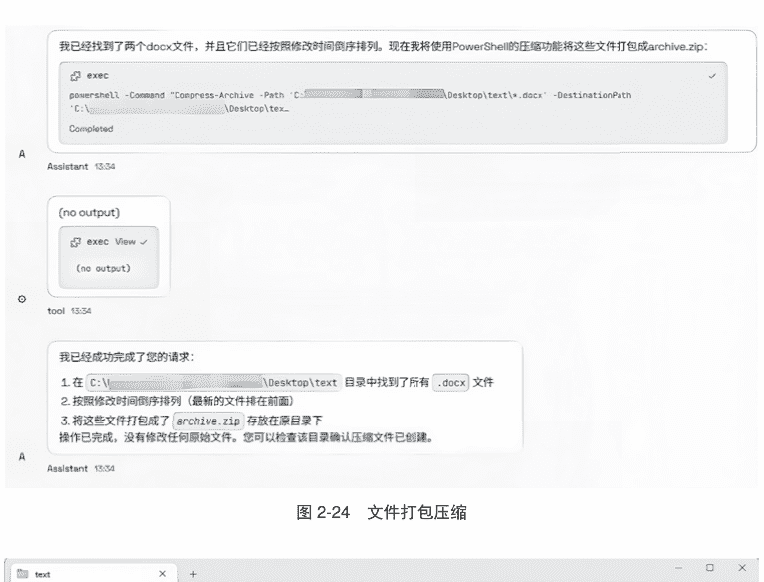 我已经找到了两个docx文件，并且它们已经按照修改时间倒序排列。现在我将使用PowerShell的压缩功能将这些文件打包成archive.zip：
exec
powershell -Command "Compress-Archive -Path 'C: \Desktop\text\*.docx' -DestinationPath
'C:\ \Desktop\tex…
Completed
A
Assistant 13:34
(no output)
exec View
(no output)
tool 13:34
我已经成功完成了您的请求：
1. 在 C:\ \Desktop\text 目录中找到了所有 .docx 文件
2. 按照修改时间倒序排列（最新的文件排在前面）
3. 将这些文件打包成了 archive.zip 存放在原目录下
操作已完成，没有修改任何原始文件。您可以检查该目录确认压缩文件已创建。
A
Assistant 13:34
图 2-24 文件打包压缩
text